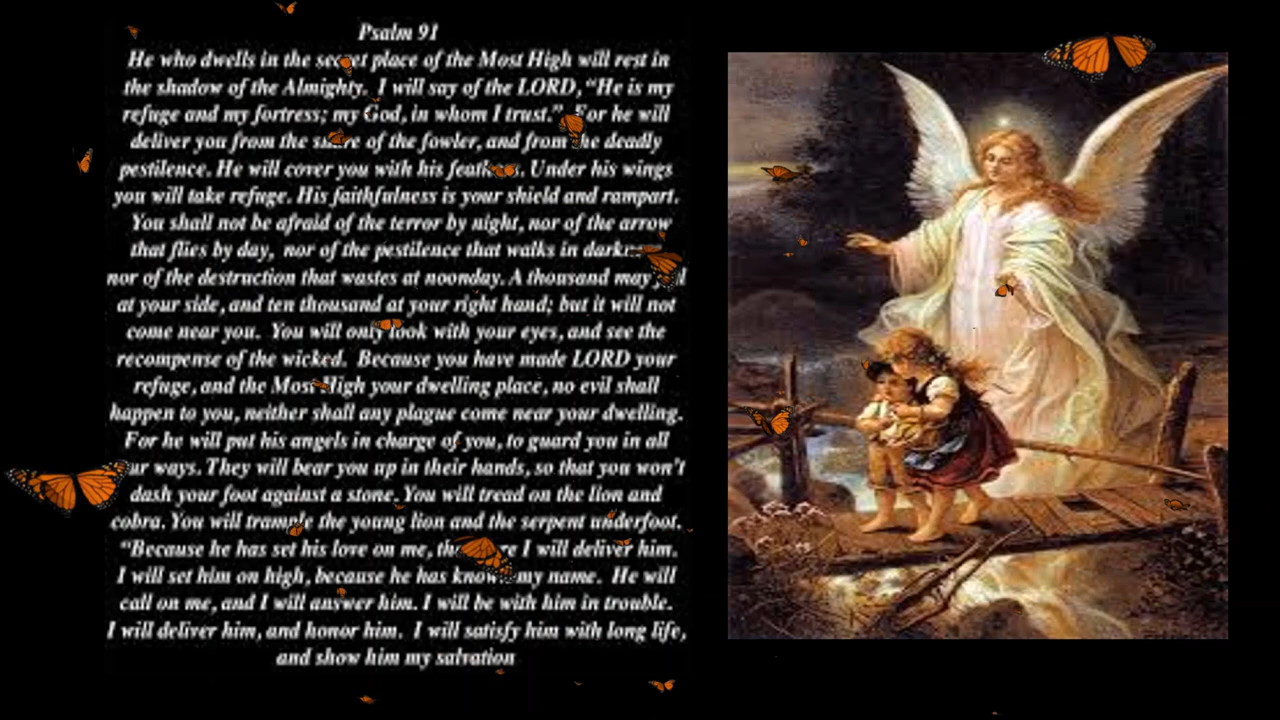 Psalm 91
He who dwells in the secret place of the Most High will rest in
the shadow of the Almighty. I will say of the LORD, “He is my
refuge and my fortress; my God, in whom I trust.” For he will
deliver you from the snare of the fowler, and from the deadly
pestilence. He will cover you with his feathers. Under his wings
you will take refuge. His faithfulness is your shield and rampart.
You shall not be afraid of the terror by night, nor of the arrow
that flies by day, nor of the pestilence that walks in darkness
nor of the destruction that wastes at noonday. A thousand may fall
at your side, and ten thousand at your right hand; but it will not
come near you. You will only look with your eyes, and see the
recompense of the wicked. Because you have made LORD your
refuge, and the Most High your dwelling place, no evil shall
happen to you, neither shall any plague come near your dwelling.
For he will put his angels in charge of you, to guard you in all
your ways. They will bear you up in their hands, so that you won't
dash your foot against a stone. You will tread on the lion and
cobra. You will trample the young lion and the serpent underfoot.
“Because he has set his love on me, therefore I will deliver him.
I will set him on high, because he has known my name. He will
call on me, and I will answer him. I will be with him in trouble.
I will deliver him, and honor him. I will satisfy him with long life,
and show him my salvation